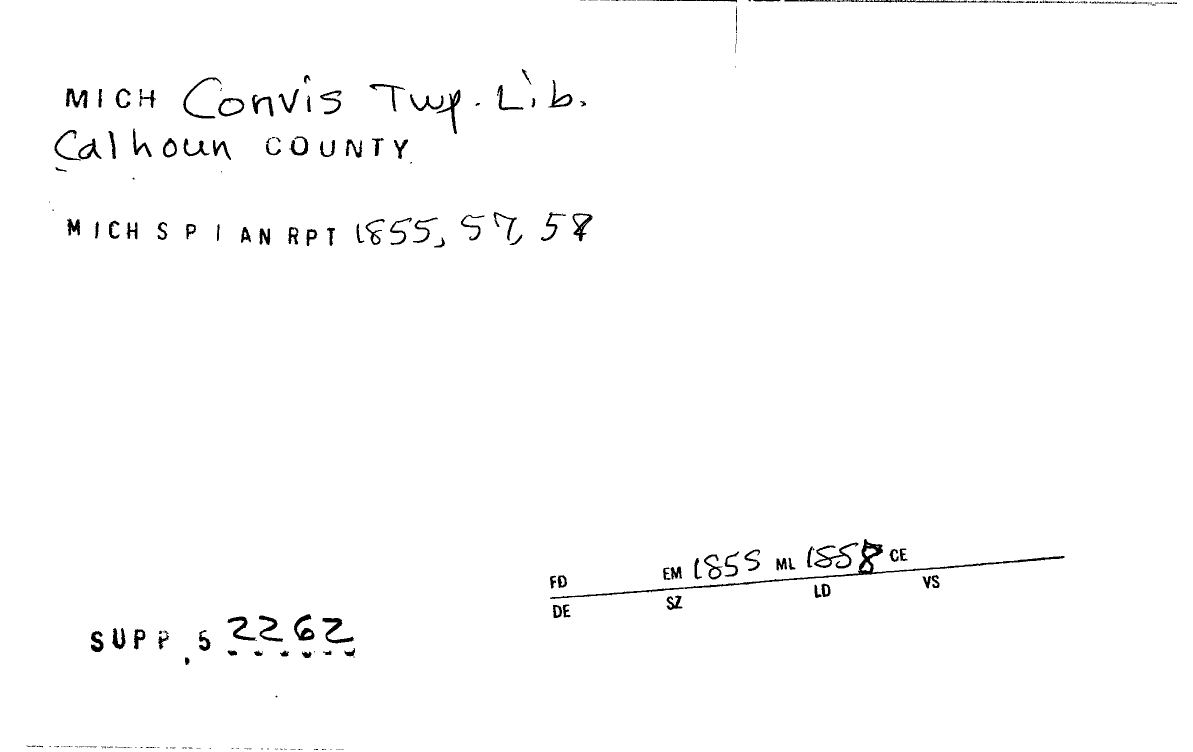 MICH Convis Twp. Lib.
Calhoun COUNTY
MICH S P I AN RPT 1855, 57, 58
FD EM 1855 ML 1858 CE
DE SZ LD VS
SUPP. 5 2262